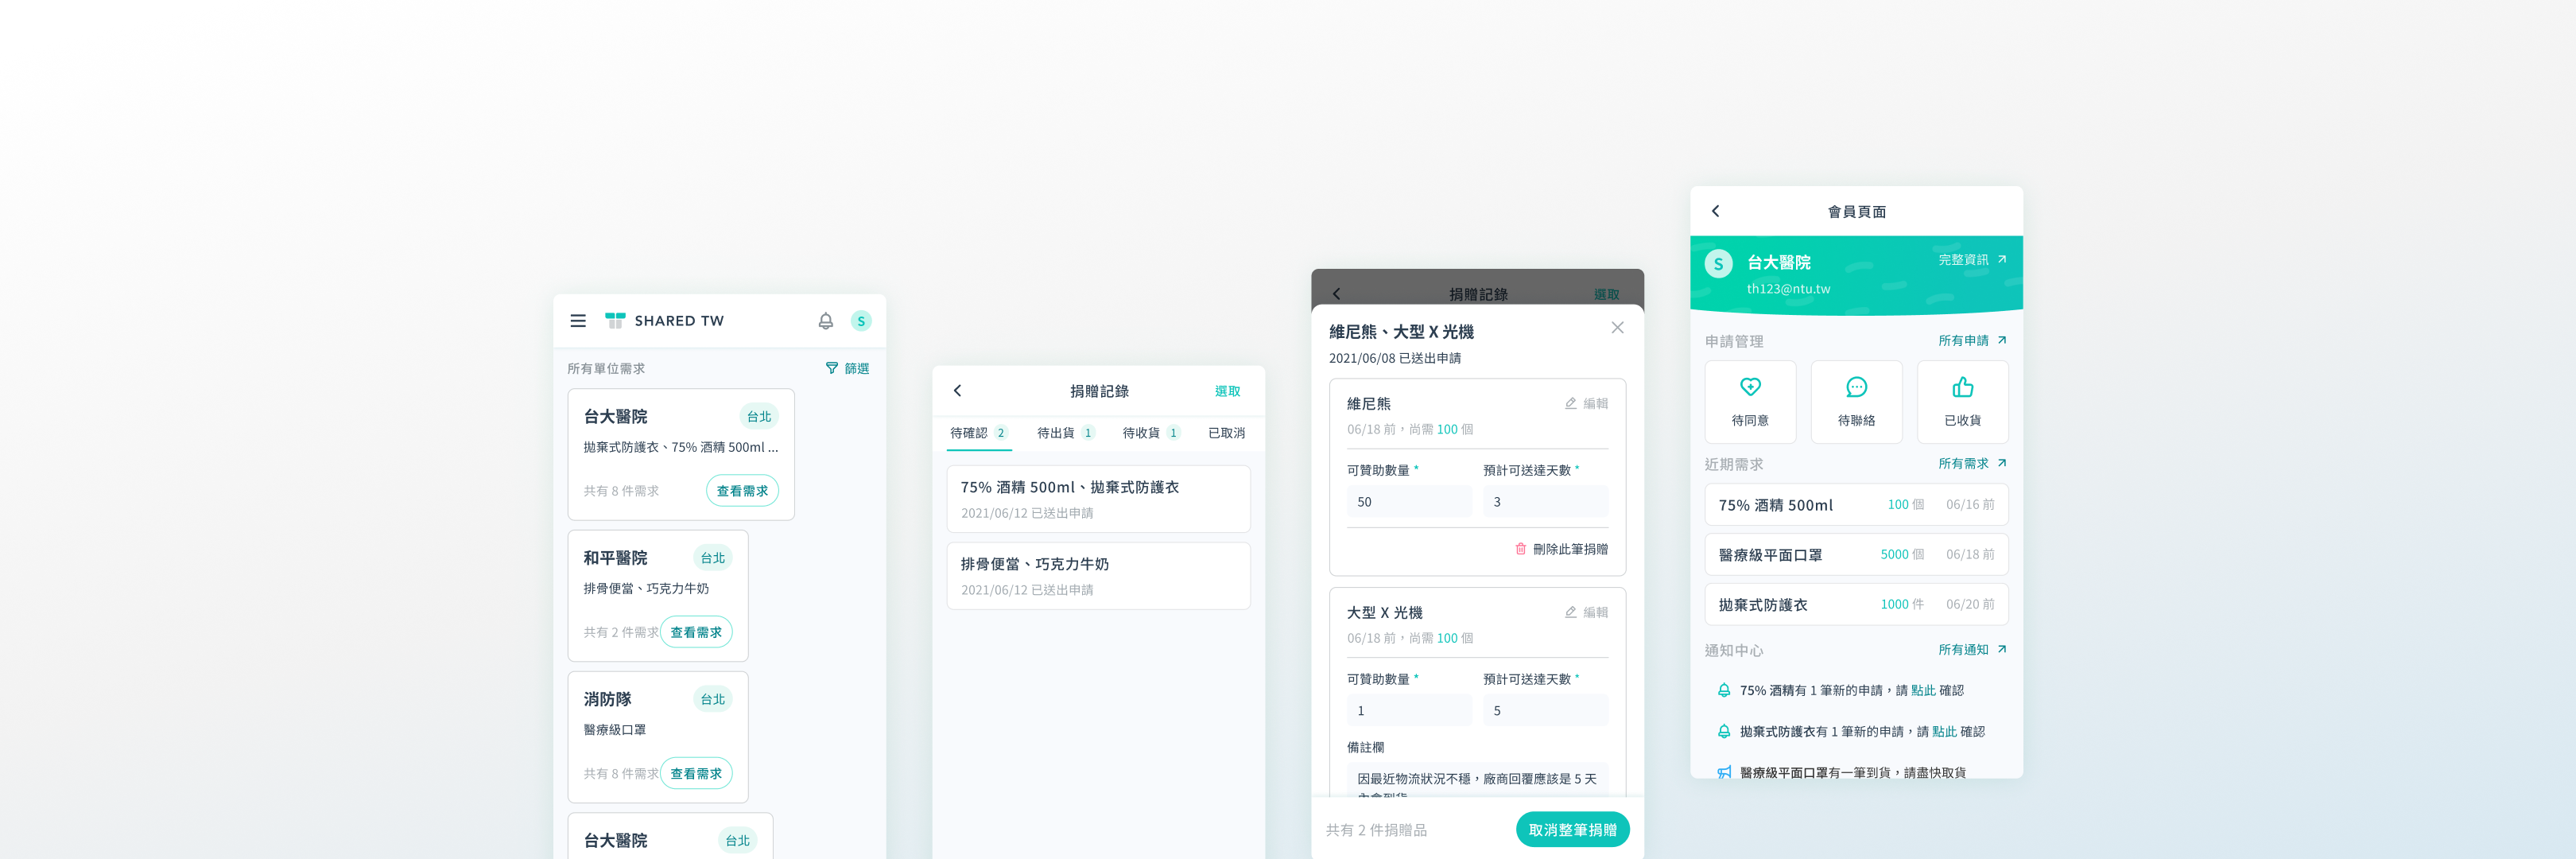 SHARED TW
S
所有單位需求
篩選
台大醫院
台北
拋棄式防護衣、75% 酒精 500ml ...
共有 8 件需求
查看需求
和平醫院
台北
排骨便當、巧克力牛奶
共有 2 件需求
查看需求
消防隊
台北
醫療級口罩
共有 8 件需求
查看需求
台大醫院
台北
捐贈記錄
選取
待確認 2
待出貨 1
待收貨 1
已取消
75% 酒精 500ml、拋棄式防護衣
2021/06/12 已送出申請
排骨便當、巧克力牛奶
2021/06/12 已送出申請
捐贈記錄
選取
維尼熊、大型 X 光機
2021/06/08 已送出申請
維尼熊
編輯
06/18 前，尚需 100 個
可贊助數量 *
預計可送達天數 *
50
3
刪除此筆捐贈
大型 X 光機
編輯
06/18 前，尚需 100 個
可贊助數量 *
預計可送達天數 *
1
5
備註欄
因最近物流狀況不穩，廠商回覆應該是 5 天
共有 2 件捐贈品
取消整筆捐贈
會員頁面
S
台大醫院
完整資訊
th123@ntu.tw
申請管理
所有申請
待同意
待聯絡
已收貨
近期需求
所有需求
75% 酒精 500ml
100 個
06/16 前
醫療級平面口罩
5000 個
06/18 前
拋棄式防護衣
1000 件
06/20 前
通知中心
所有通知
75% 酒精有 1 筆新的申請，請 點此 確認
拋棄式防護衣有 1 筆新的申請，請 點此 確認
醫療級平面口罩有一筆到貨，請盡快取貨